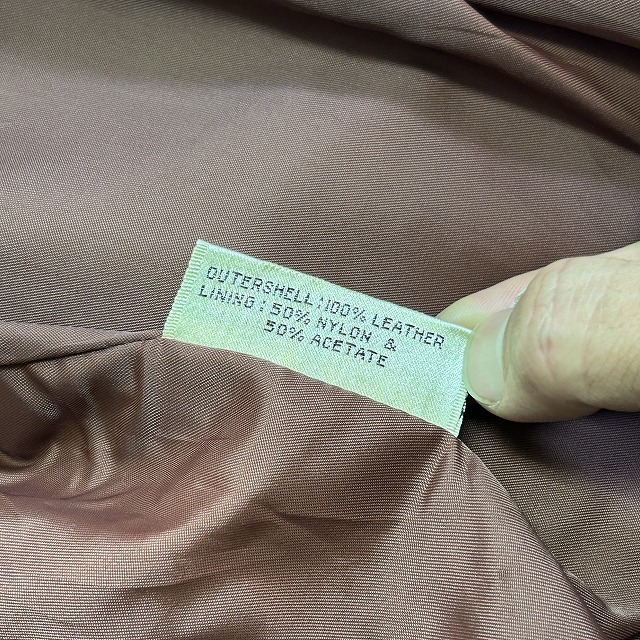 OUTERSHELL:100% LEATHER
LINING:50% NYLON &
50% ACETATE